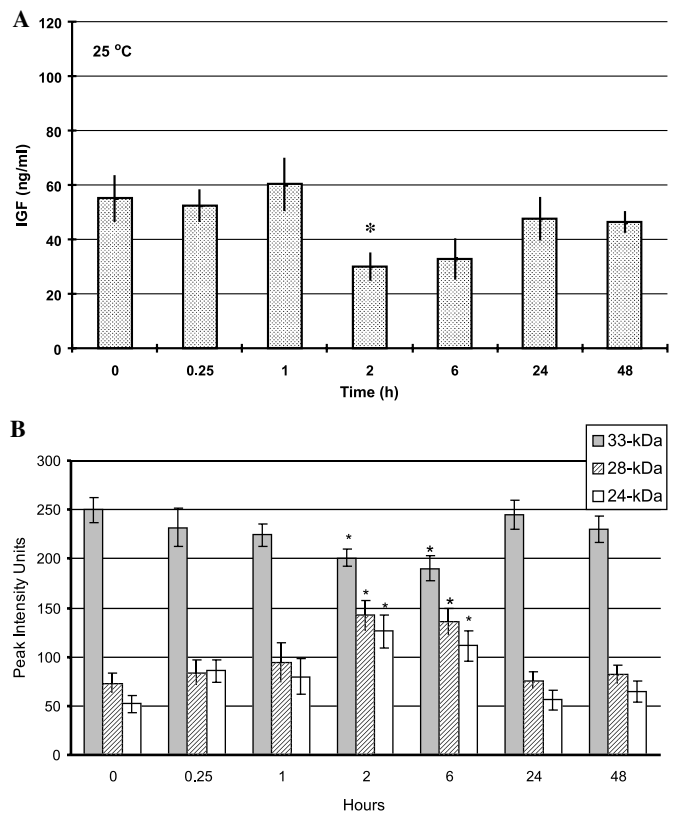 A
25 °C
IGF (ng/ml)
120
100
80
60
40
20
0
*
0 0.25 1 2 6 24 48
Time (h)
B
33-kDa
28-kDa
24-kDa
Peak Intensity Units
300
250
200
150
100
50
0
* * * * * *
0 0.25 1 2 6 24 48
Hours